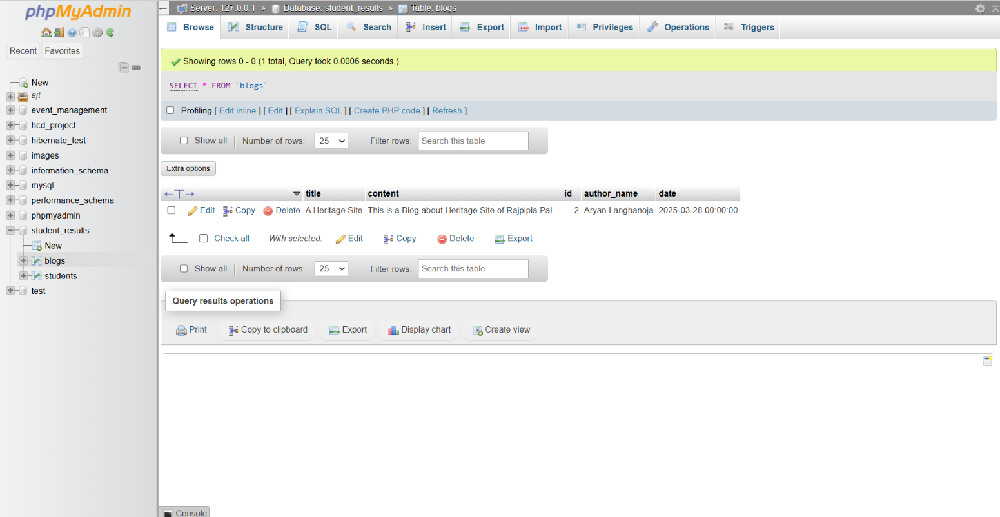 phpMyAdmin
Recent Favorites
New
ajt
event_management
hcd_project
hibernate_test
images
information_schema
mysql
performance_schema
phpmyadmin
student_results
New
blogs
students
test
Server: 127.0.0.1 » Database: student_results » Table: blogs
Browse Structure SQL Search Insert Export Import Privileges Operations Triggers
Showing rows 0 - 0 (1 total, Query took 0.0006 seconds.)
SELECT * FROM `blogs`
Profiling [ Edit inline ] [ Edit ] [ Explain SQL ] [ Create PHP code ] [ Refresh ]
Show all | Number of rows: 25 Filter rows: Search this table
Extra options
←T→ title content id author_name date
Edit Copy Delete A Heritage Site This is a Blog about Heritage Site of Rajpipla Pal... 2 Aryan Langhanoja 2025-03-28 00:00:00
Check all With selected: Edit Copy Delete Export
Show all | Number of rows: 25 Filter rows: Search this table
Query results operations
Print Copy to clipboard Export Display chart Create view
Console